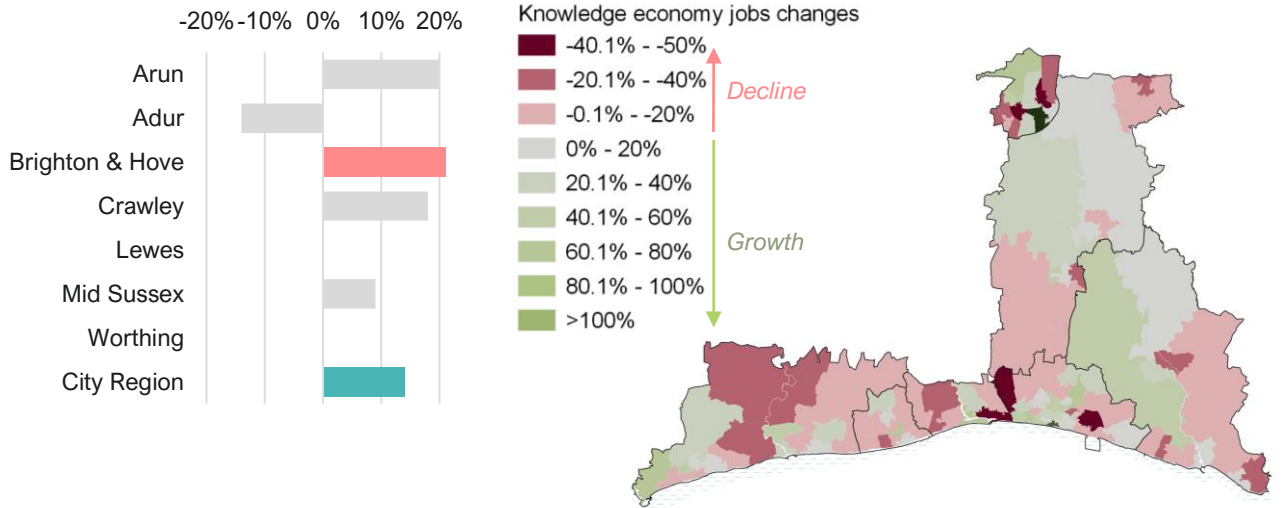 -20% -10% 0% 10% 20%
Arun
Adur
Brighton & Hove
Crawley
Lewes
Mid Sussex
Worthing
City Region
Knowledge economy jobs changes
-40.1% - -50%
-20.1% - -40%
-0.1% - -20%
0% - 20%
20.1% - 40%
40.1% - 60%
60.1% - 80%
80.1% - 100%
>100%
Decline
Growth